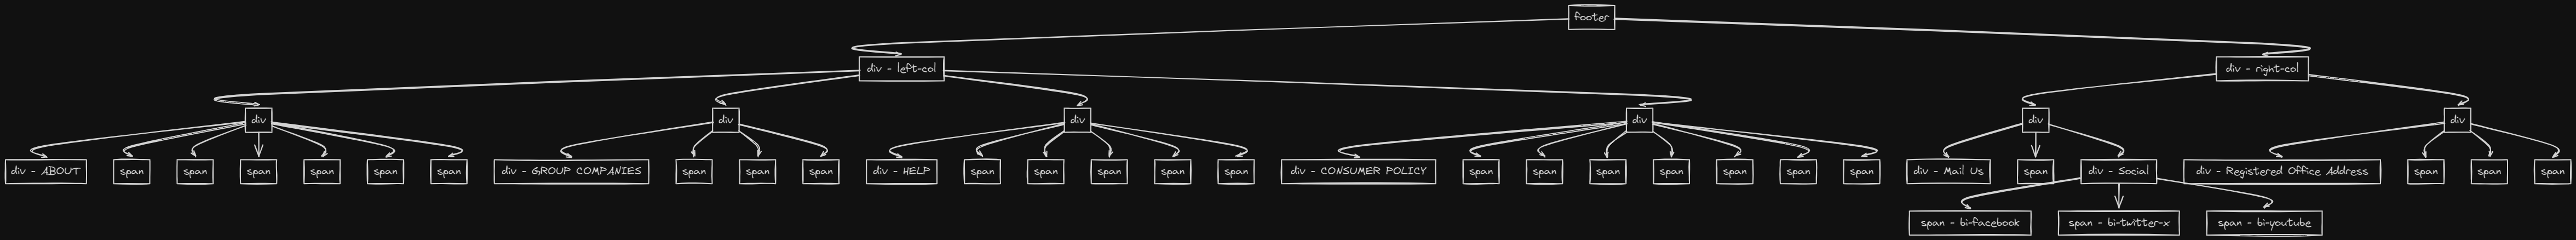 footer
div - left-col
div - right-col
div
div
div
div
div
div
div - ABOUT
span
span
span
span
span
span
div - GROUP COMPANIES
span
span
span
div - HELP
span
span
span
span
span
div - CONSUMER POLICY
span
span
span
span
span
span
span
div - Mail Us
span
div - Social
div - Registered Office Address
span
span
span
span - bi-facebook
span - bi-twitter-x
span - bi-youtube